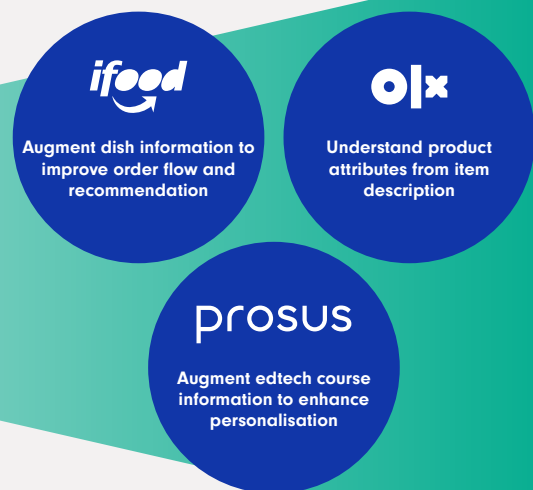 ifood
Augment dish information to
improve order flow and
recommendation
olx
Understand product
attributes from item
description
prosus
Augment edtech course
information to enhance
personalisation